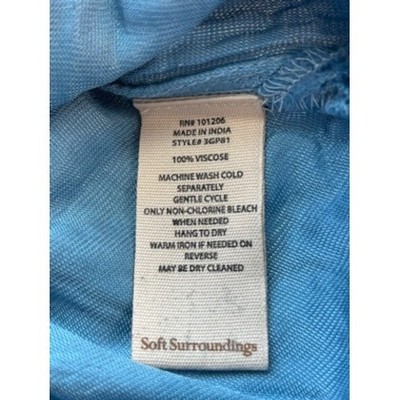 RN# 101206
MADE IN INDIA
STYLE# 3GP81
100% VISCOSE
MACHINE WASH COLD
SEPARATELY
GENTLE CYCLE
ONLY NON-CHLORINE BLEACH
WHEN NEEDED
HANG TO DRY
WARM IRON IF NEEDED ON
REVERSE
MAY BE DRY CLEANED
Soft Surroundings